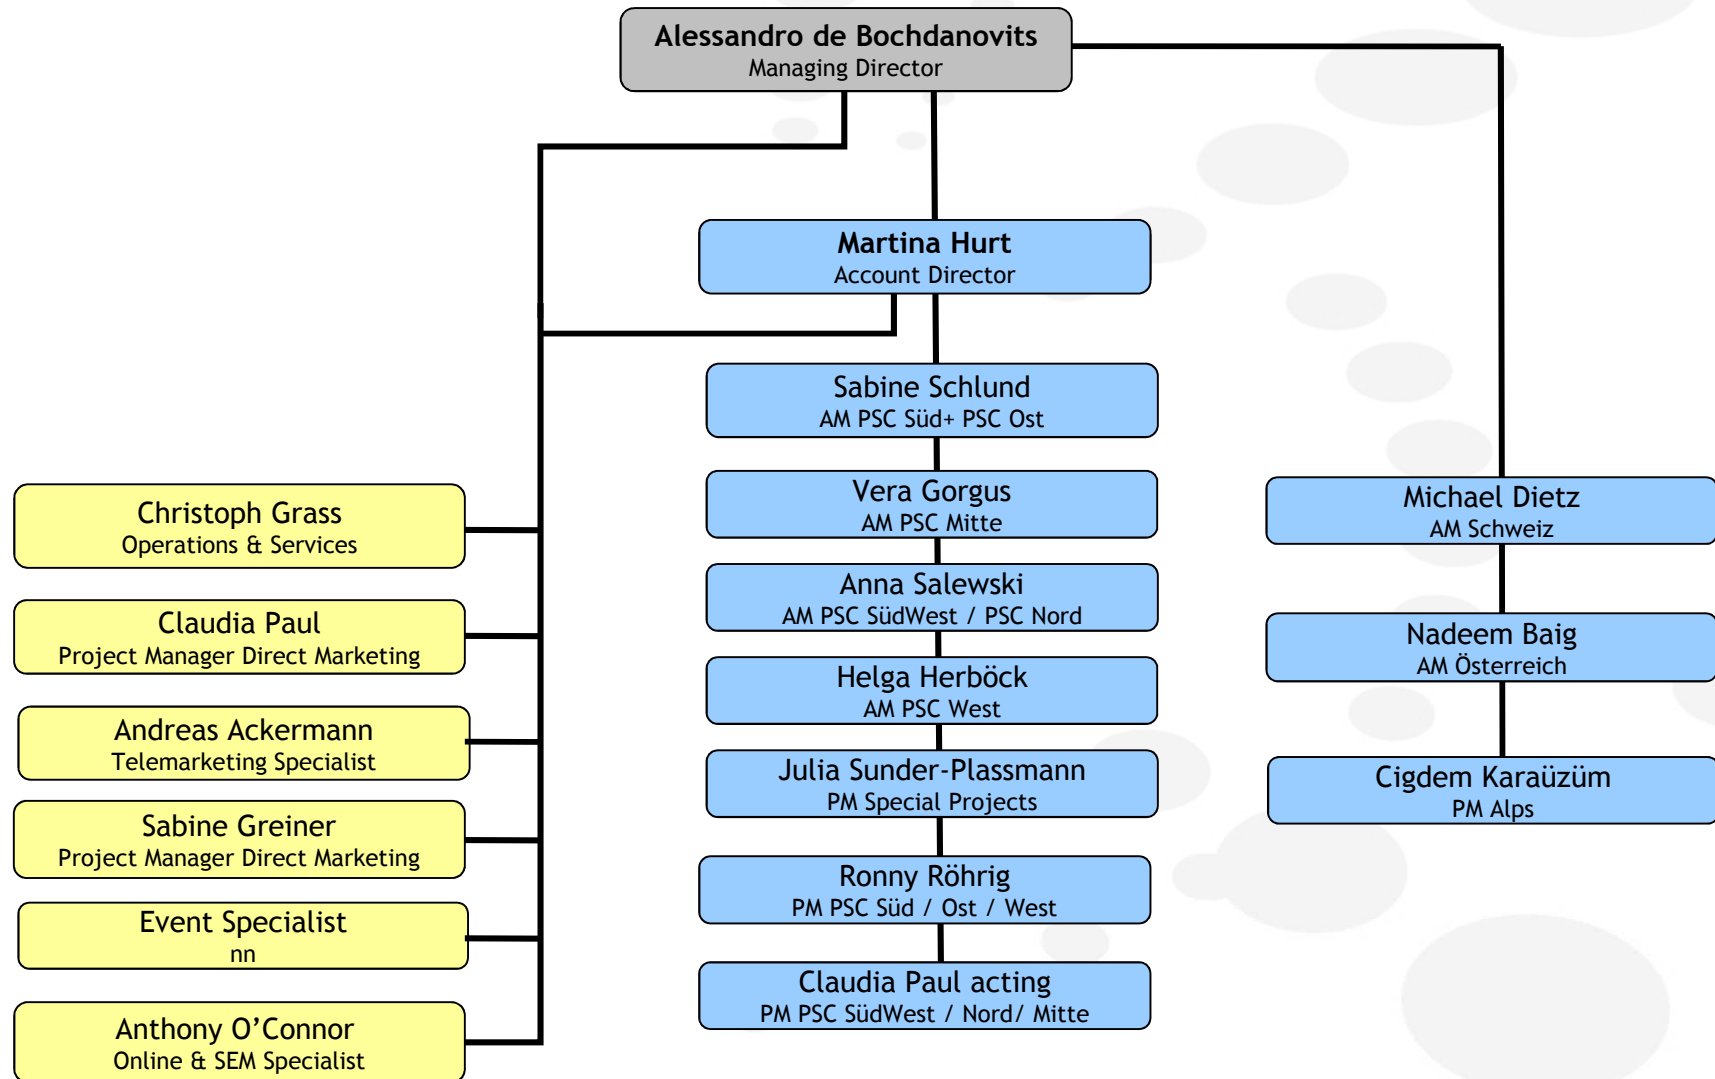 Alessandro de Bochdanovits
Managing Director
Martina Hurt
Account Director
Sabine Schlund
AM PSC Süd+ PSC Ost
Vera Gorgus
AM PSC Mitte
Anna Salewski
AM PSC SüdWest / PSC Nord
Helga Herböck
AM PSC West
Julia Sunder-Plassmann
PM Special Projects
Ronny Röhrig
PM PSC Süd / Ost / West
Claudia Paul acting
PM PSC SüdWest / Nord/ Mitte
Christoph Grass
Operations & Services
Claudia Paul
Project Manager Direct Marketing
Andreas Ackermann
Telemarketing Specialist
Sabine Greiner
Project Manager Direct Marketing
Event Specialist
nn
Anthony O’Connor
Online & SEM Specialist
Michael Dietz
AM Schweiz
Nadeem Baig
AM Österreich
Cigdem Karaüzüm
PM Alps